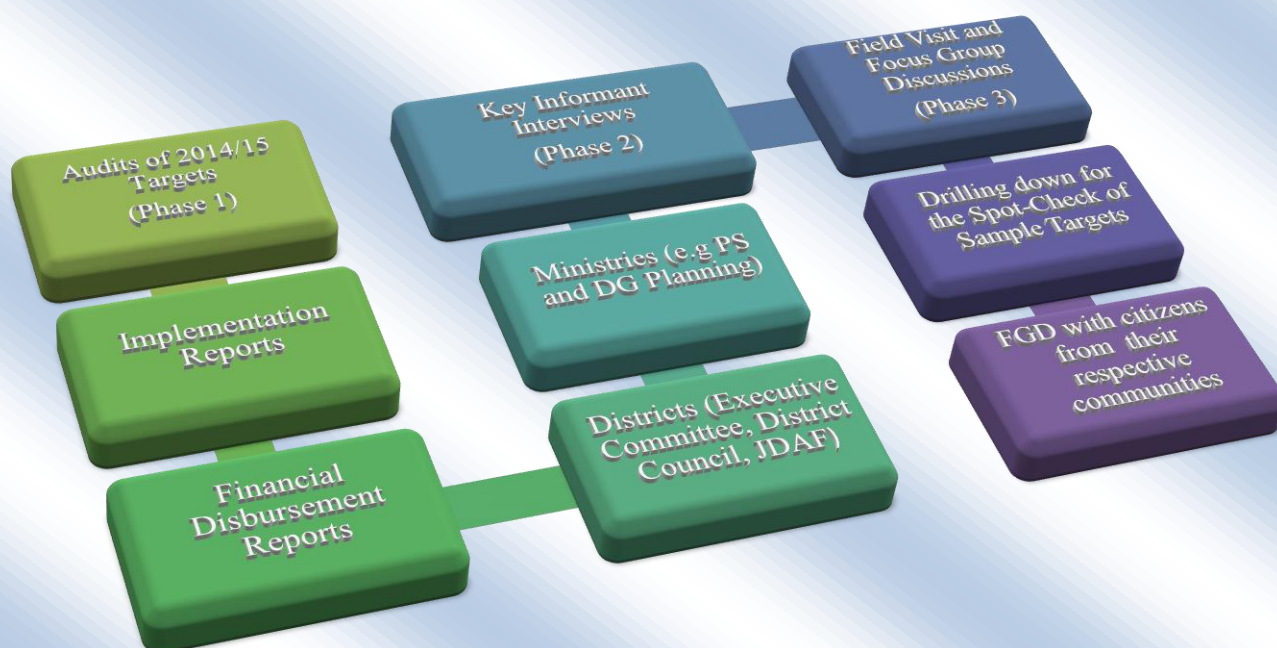 Audits of 2014/15
Targets
(Phase 1)
Implementation
Reports
Financial
Disbursement
Reports
Districts (Executive
Committee, District
Council, JDAF)
Ministries (e.g PS
and DG Planning)
Key Informant
Interviews
(Phase 2)
Field Visit and
Focus Group
Discussions
(Phase 3)
Drilling down for
the Spot-Check of
Sample Targets
FGD with citizens
from their
respective
communities